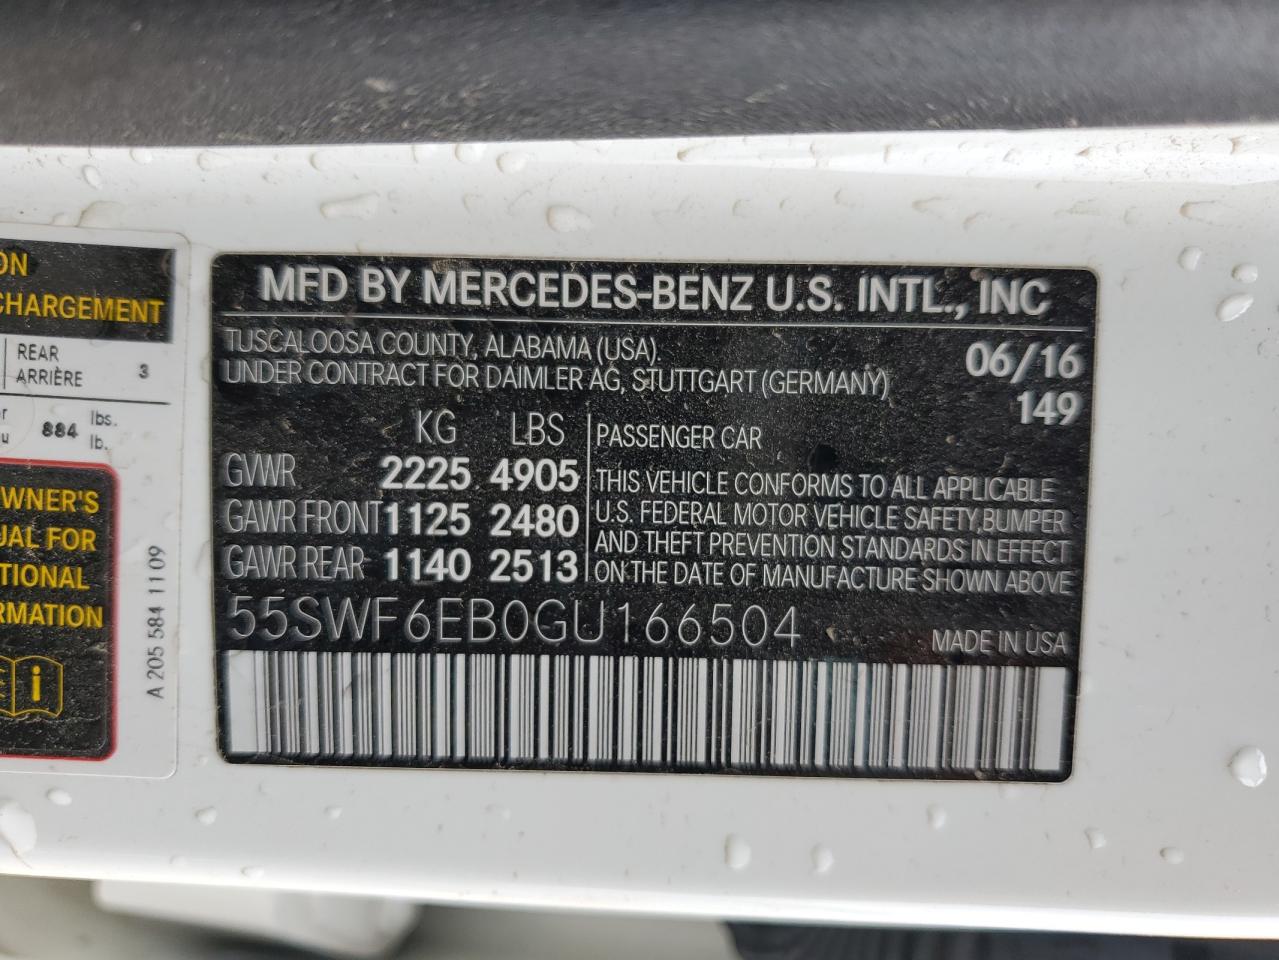 ON
CHARGEMENT
REAR
ARRIÈRE 3
884 lbs.
lb.
WNER'S
UAL FOR
TIONAL
RMATION
i
A 205 584 11 09
MFD BY MERCEDES-BENZ U.S. INTL., INC
TUSCALOOSA COUNTY, ALABAMA (USA). 06/16
UNDER CONTRACT FOR DAIMLER AG, STUTTGART (GERMANY)
149
KG LBS
GVWR 2225 4905
GAWR FRONT 1125 2480
GAWR REAR 1140 2513
PASSENGER CAR
THIS VEHICLE CONFORMS TO ALL APPLICABLE
U.S. FEDERAL MOTOR VEHICLE SAFETY,BUMPER
AND THEFT PREVENTION STANDARDS IN EFFECT
ON THE DATE OF MANUFACTURE SHOWN ABOVE
55SWF6EB0GU166504
MADE IN USA